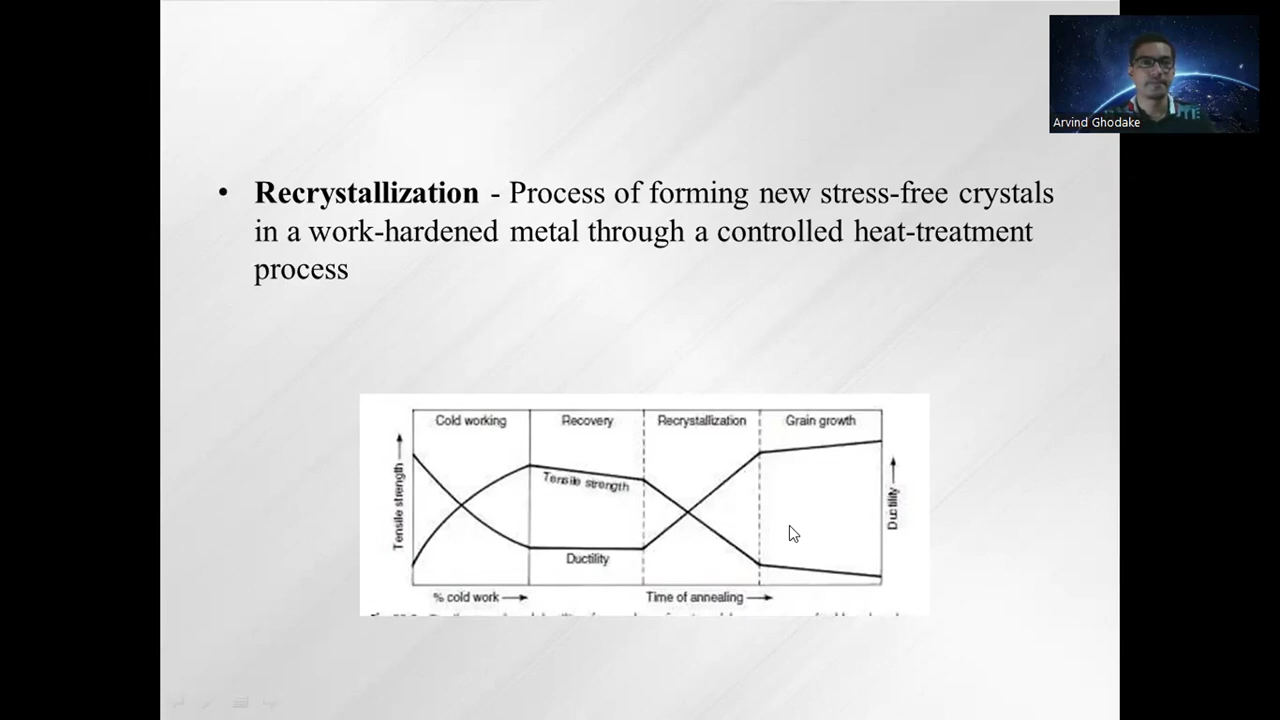 Arvind Ghodake
• Recrystallization - Process of forming new stress-free crystals
in a work-hardened metal through a controlled heat-treatment
process
Cold working
Recovery
Recrystallization
Grain growth
Tensile strength
Tensile strength
Ductility
Ductility
% cold work
Time of annealing